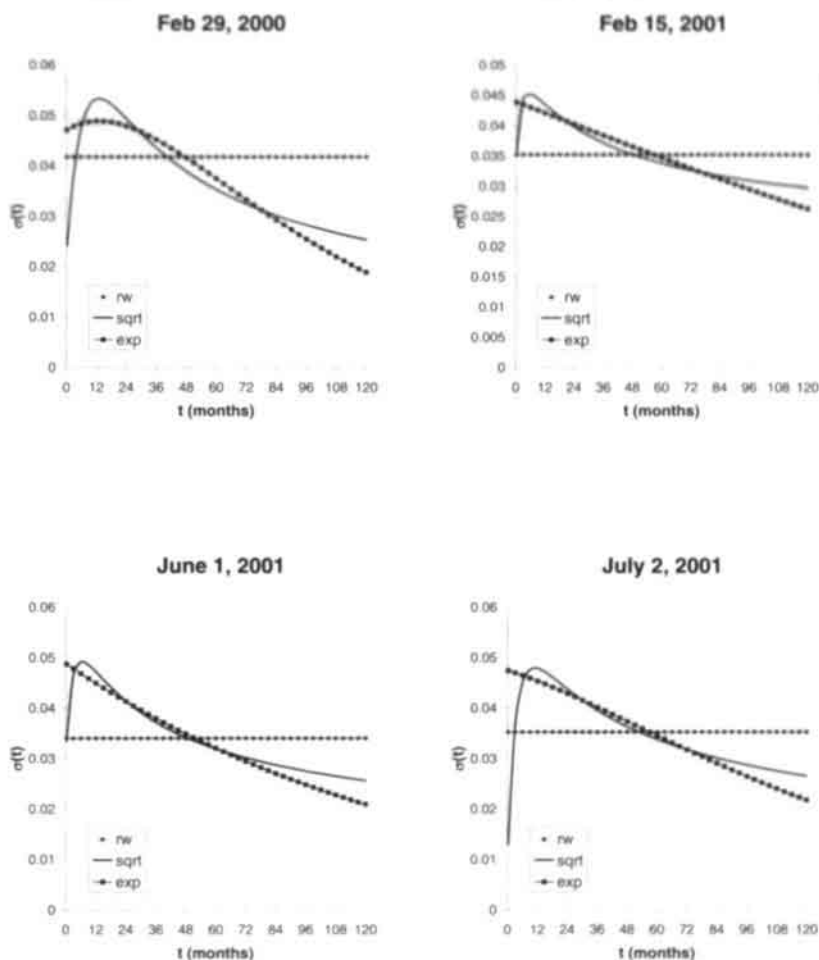 Feb 29, 2000
0.06
0.05
0.04
0.03
0.02
0.01
0
σ(t)
rw
sqrt
exp
0 12 24 36 48 60 72 84 96 108 120
t (months)
Feb 15, 2001
0.05
0.045
0.04
0.035
0.03
0.025
0.02
0.015
0.01
0.005
0
σ(t)
rw
sqrt
exp
0 12 24 36 48 60 72 84 96 108 120
t (months)
June 1, 2001
0.06
0.05
0.04
0.03
0.02
0.01
0
σ(t)
rw
sqrt
exp
0 12 24 36 48 60 72 84 96 108 120
t (months)
July 2, 2001
0.06
0.05
0.04
0.03
0.02
0.01
0
σ(t)
rw
sqrt
exp
0 12 24 36 48 60 72 84 96 108 120
t (months)